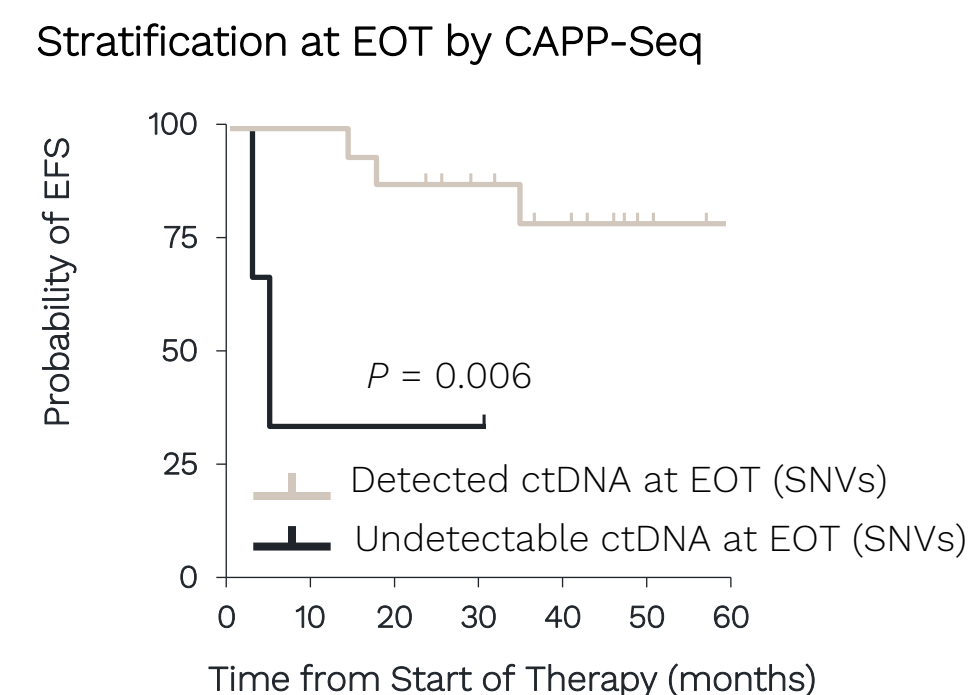 Stratification at EOT by CAPP-Seq
Probability of EFS
100
75
50
25
0
P = 0.006
Detected ctDNA at EOT (SNVs)
Undetectable ctDNA at EOT (SNVs)
0 10 20 30 40 50 60
Time from Start of Therapy (months)